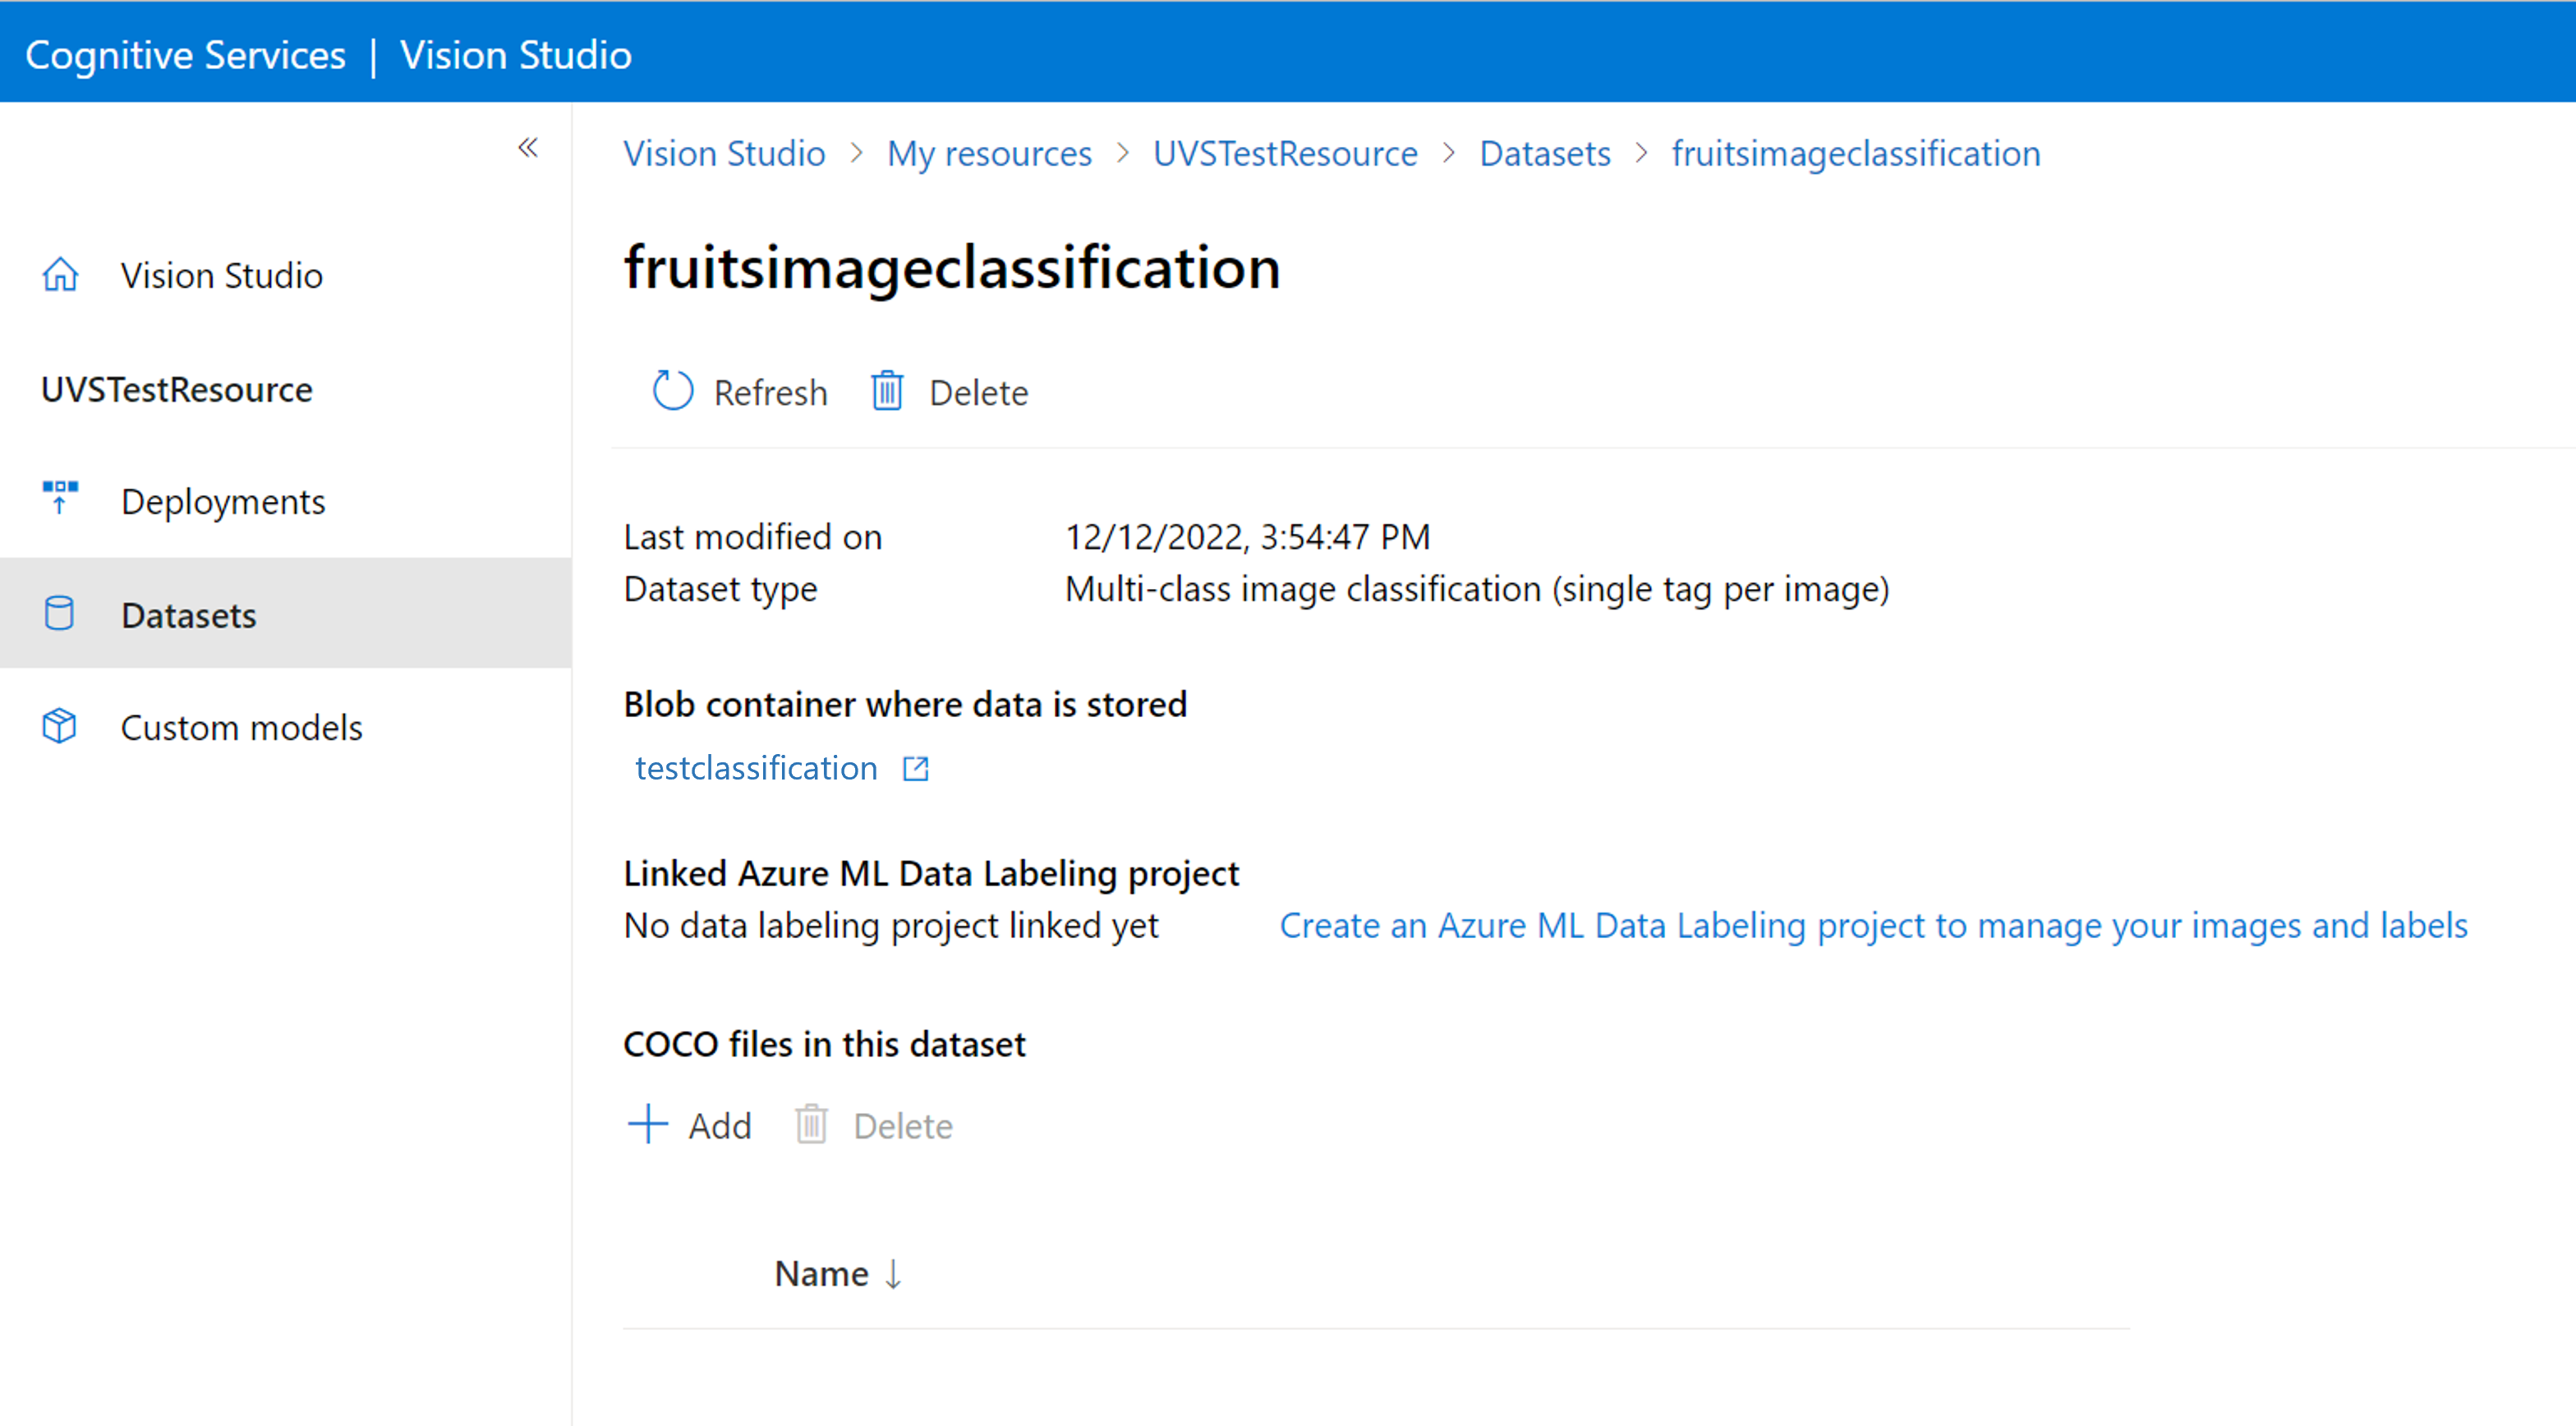 Cognitive Services | Vision Studio
Vision Studio > My resources > UVSTestResource > Datasets > fruitsimageclassification
Vision Studio
UVSTestResource
Deployments
Datasets
Custom models
fruitsimageclassification
Refresh Delete
Last modified on 12/12/2022, 3:54:47 PM
Dataset type Multi-class image classification (single tag per image)
Blob container where data is stored
testclassification
Linked Azure ML Data Labeling project
No data labeling project linked yet Create an Azure ML Data Labeling project to manage your images and labels
COCO files in this dataset
Add Delete
Name ↓